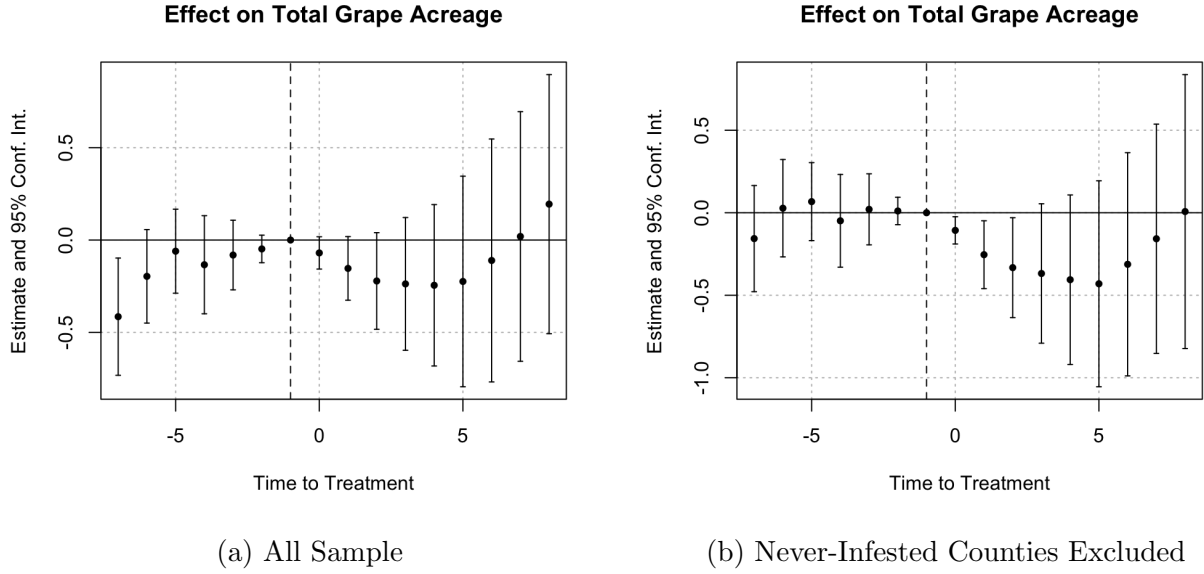 Effect on Total Grape Acreage
Estimate and 95% Conf. Int.
0.5
0.0
-0.5
-5
0
5
Time to Treatment
(a) All Sample
Effect on Total Grape Acreage
Estimate and 95% Conf. Int.
0.5
0.0
-0.5
-1.0
-5
0
5
Time to Treatment
(b) Never-Infested Counties Excluded